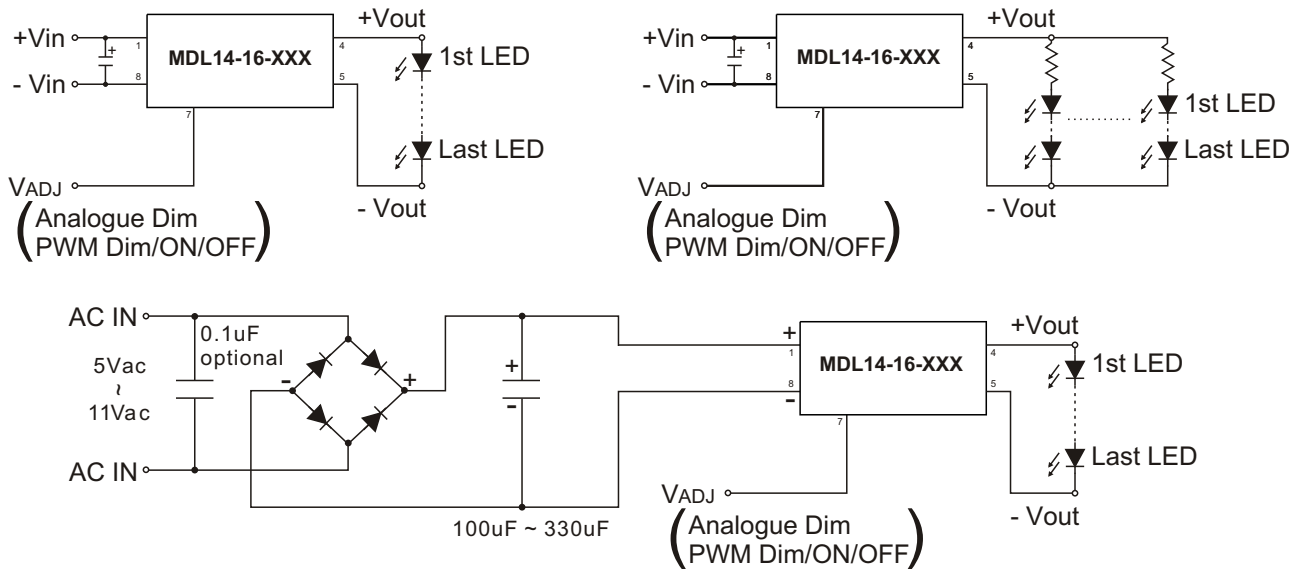 +Vin
- Vin
1
8
MDL14-16-XXX
4
5
7
+
+Vout
1st LED
Last LED
- Vout
VADJ
(Analogue Dim
PWM Dim/ON/OFF)
+Vin
- Vin
1
8
MDL14-16-XXX
4
5
7
+
+Vout
1st LED
Last LED
- Vout
VADJ
(Analogue Dim
PWM Dim/ON/OFF)
AC IN
0.1uF
optional
5Vac
~
11Vac
AC IN
-
+
+
-
100uF ~ 330uF
+
1
8
-
MDL14-16-XXX
4
5
7
+Vout
1st LED
Last LED
- Vout
VADJ
(Analogue Dim
PWM Dim/ON/OFF)